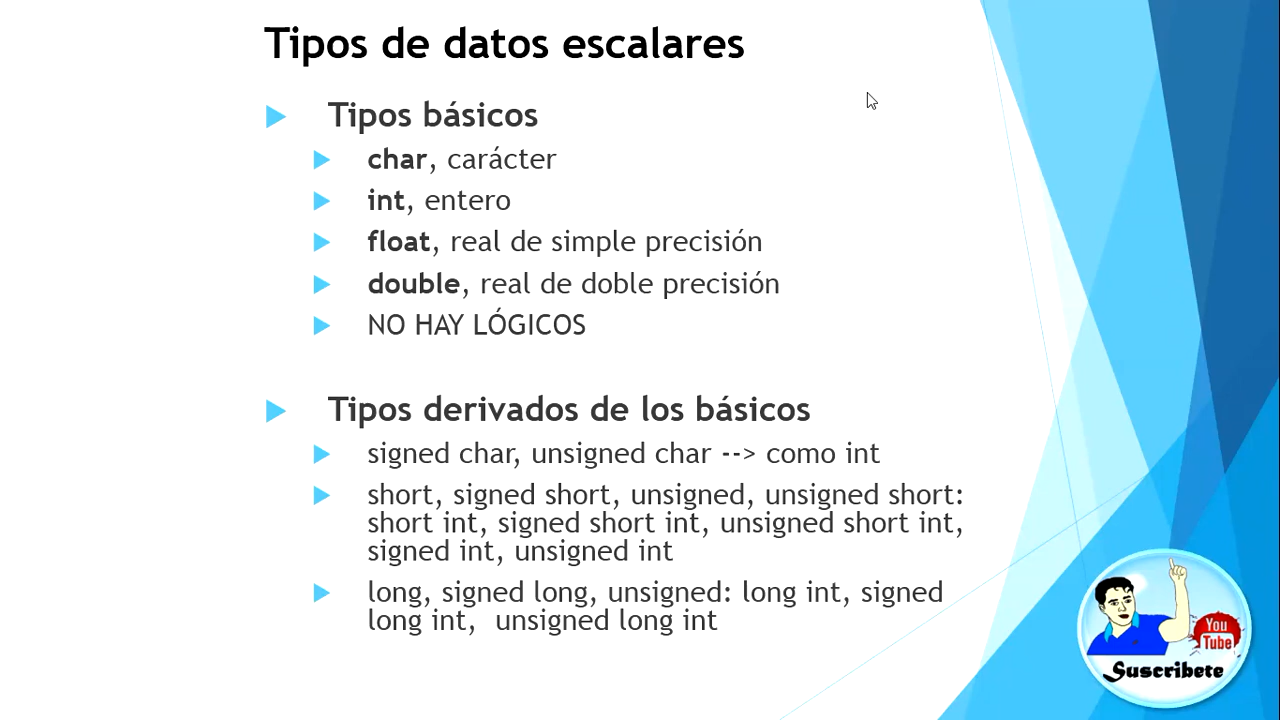 Tipos de datos escalares
Tipos básicos
char, carácter
int, entero
float, real de simple precisión
double, real de doble precisión
NO HAY LÓGICOS
Tipos derivados de los básicos
signed char, unsigned char --> como int
short, signed short, unsigned, unsigned short:
short int, signed short int, unsigned short int,
signed int, unsigned int
long, signed long, unsigned: long int, signed
long int,  unsigned long int
You
Tube
Suscribete